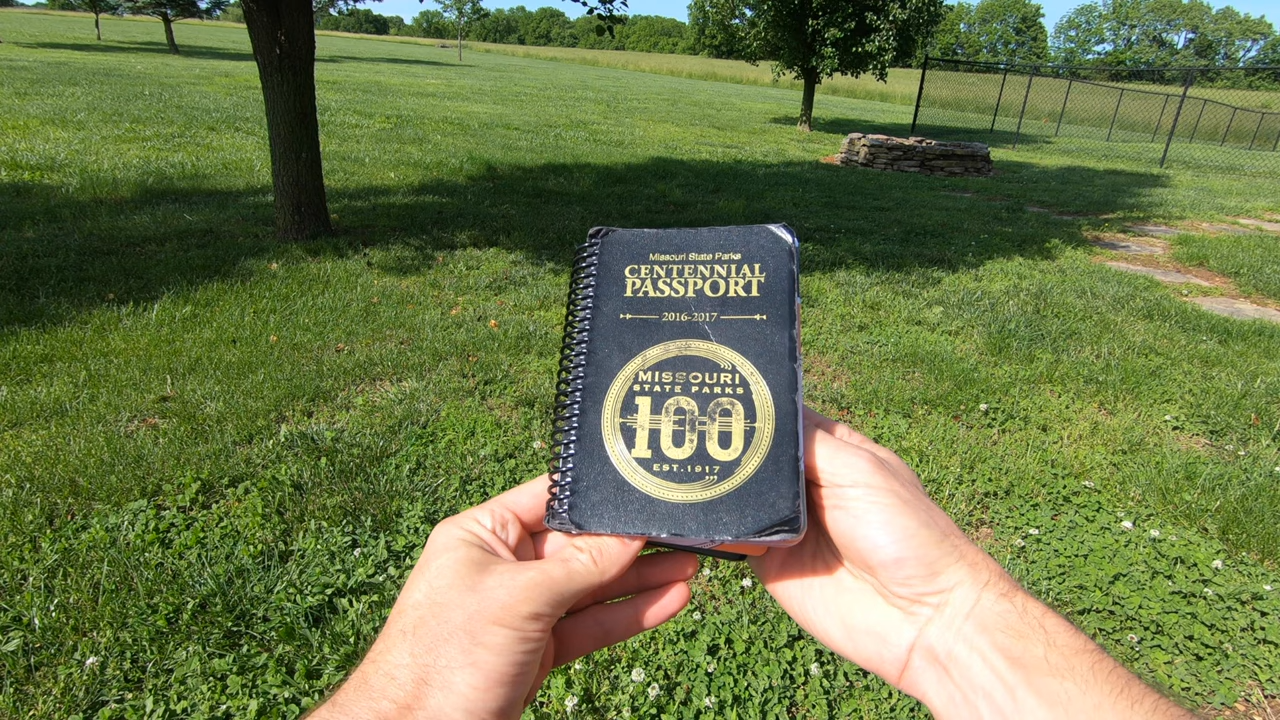 Missouri State Parks
CENTENNIAL
PASSPORT
2016-2017
MISSOURI
STATE PARKS
100
EST.1917